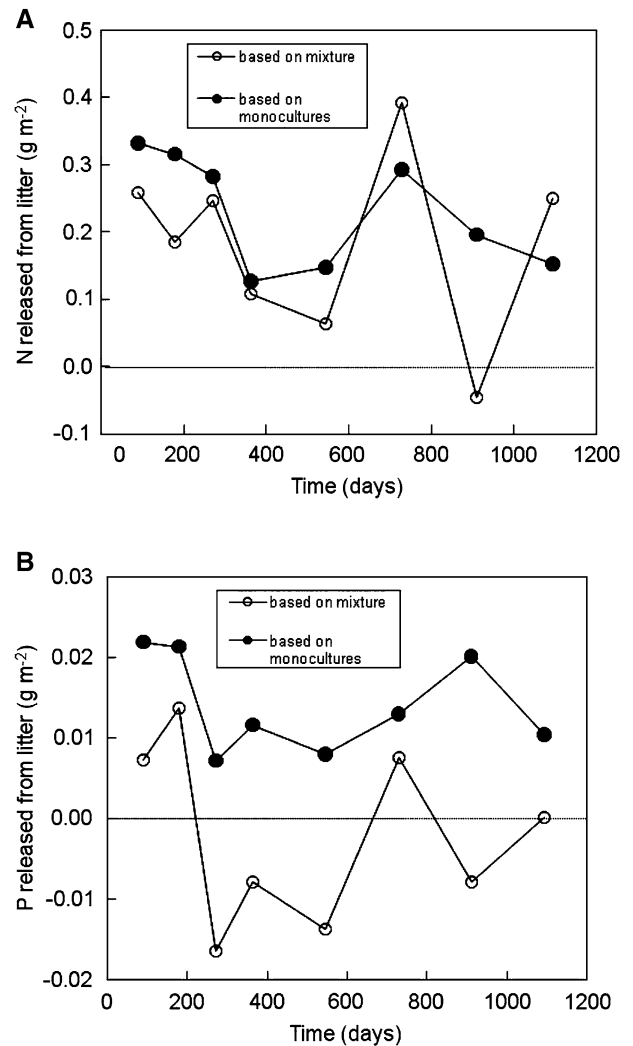 A
0.5
0.4
0.3
0.2
0.1
0.0
-0.1
N released from litter (g m-2)
based on mixture
based on
monocultures
0 200 400 600 800 1000 1200
Time (days)
B
0.03
0.02
0.01
0.00
-0.01
-0.02
P released from litter (g m-2)
based on mixture
based on
monocultures
0 200 400 600 800 1000 1200
Time (days)